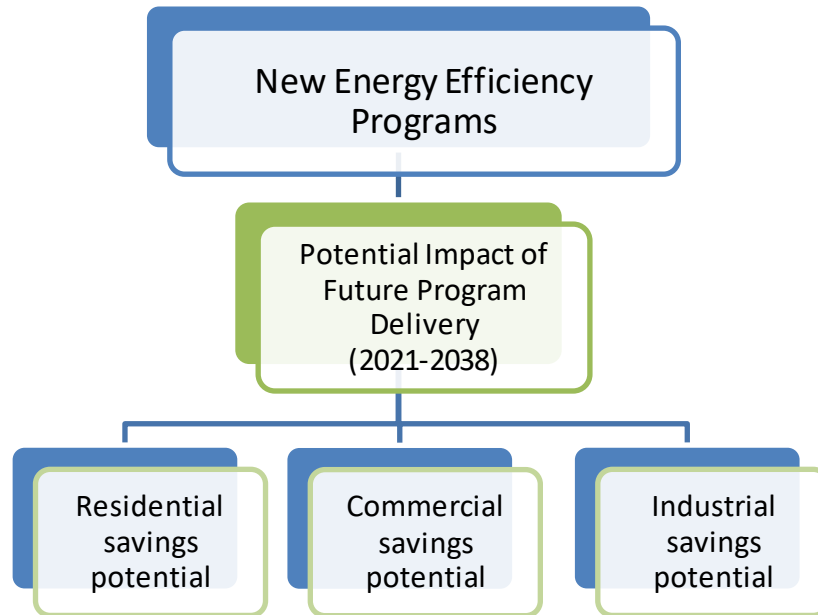 New Energy Efficiency
Programs
Potential Impact of
Future Program
Delivery
(2021-2038)
Residential
savings
potential
Commercial
savings
potential
Industrial
savings
potential